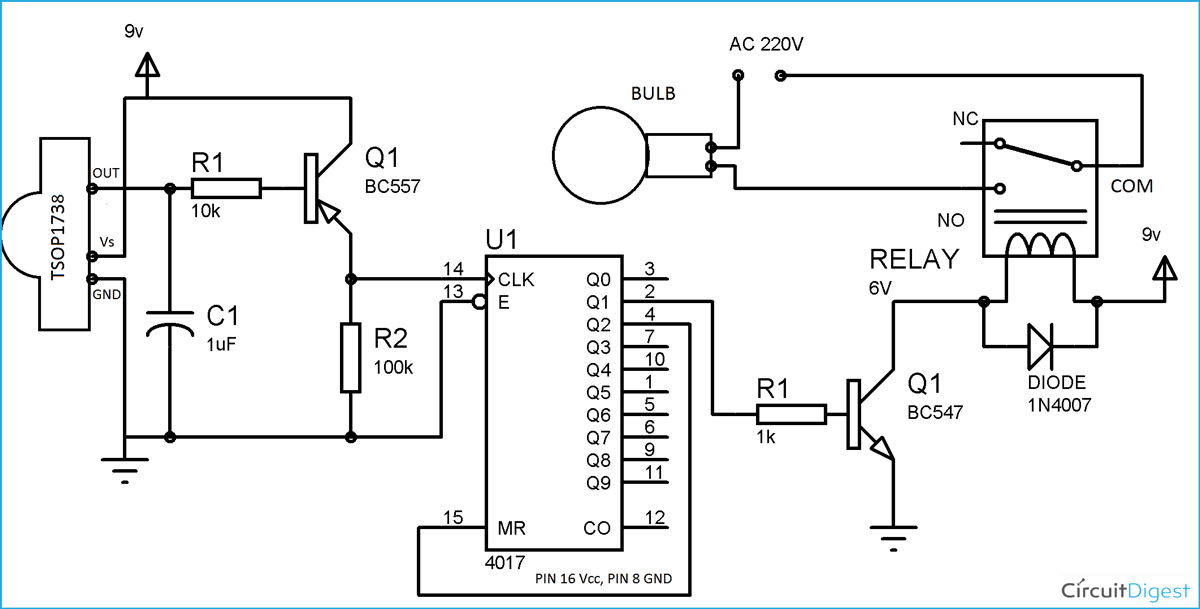 9v
AC 220V
BULB
NC
COM
NO
9v
RELAY
6V
DIODE
1N4007
OUT
Vs
GND
TSOP1738
R1
10k
Q1
BC557
C1
1uF
R2
100k
U1
14
CLK
13
E
Q0
3
Q1
2
Q2
4
Q3
7
Q4
10
Q5
1
Q6
5
Q7
6
Q8
9
Q9
11
15
MR
CO
12
4017
PIN 16 Vcc, PIN 8 GND
R1
1k
Q1
BC547
CiRCUiTDiGEST